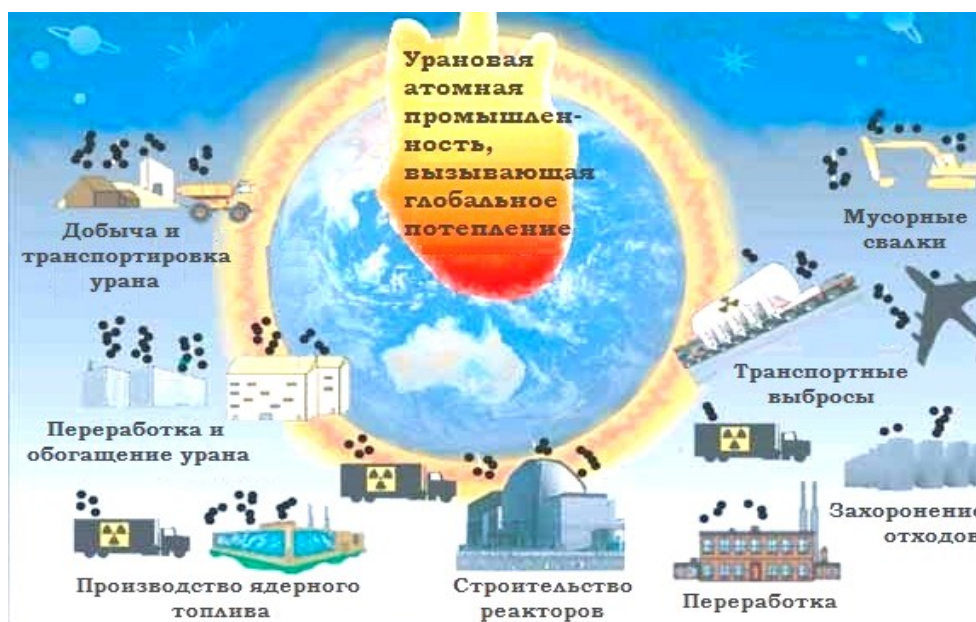 Урановая
атомная
промышлен-
ность,
вызывающая
глобальное
потепление
Добыча и
транспортировка
урана
Мусорные
свалки
Транспортные
выбросы
Переработка и
обогащение урана
Захоронение
отходов
Производство ядерного
топлива
Строительство
реакторов
Переработка